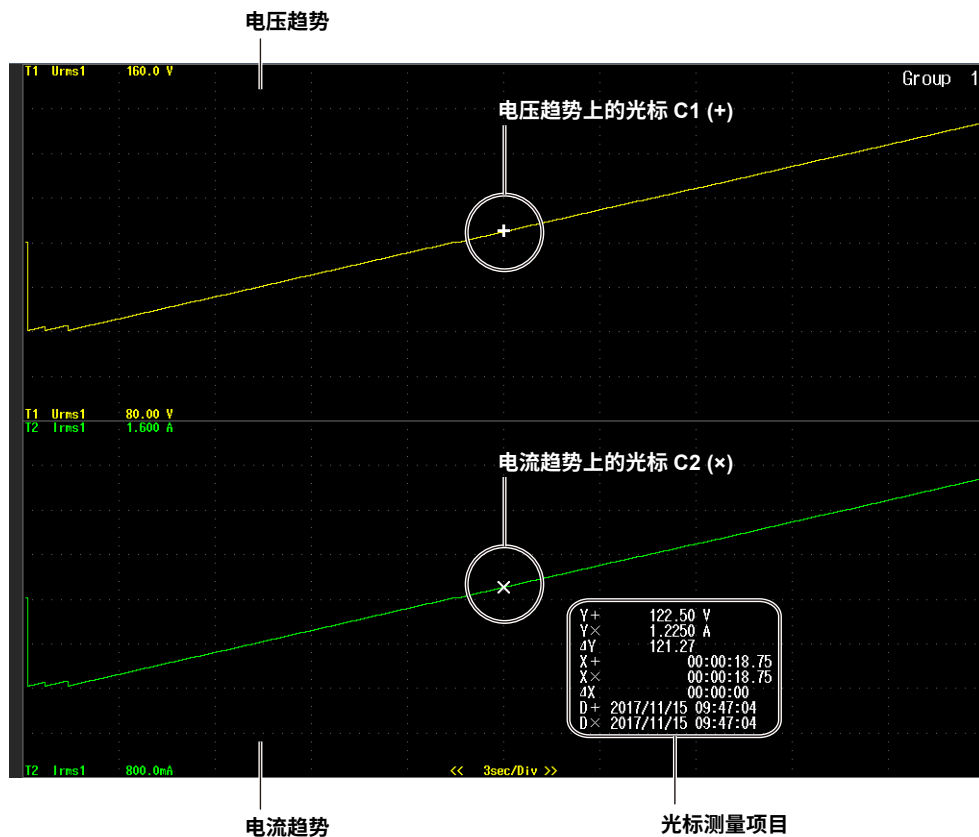 电压趋势
T1 Urms1 160.0 V
Group 1
电压趋势上的光标 C1 (+)
T1 Urms1 80.00 V
T2 Irms1 1.600 A
电流趋势上的光标 C2 (×)
Y+ 122.50 V
Y× 1.2250 A
⊿Y 121.27
X+ 00:00:18.75
X× 00:00:18.75
⊿X 00:00:00
D+ 2017/11/15 09:47:04
D× 2017/11/15 09:47:04
T2 Irms1 800.0mA
<< 3sec/Div >>
电流趋势
光标测量项目